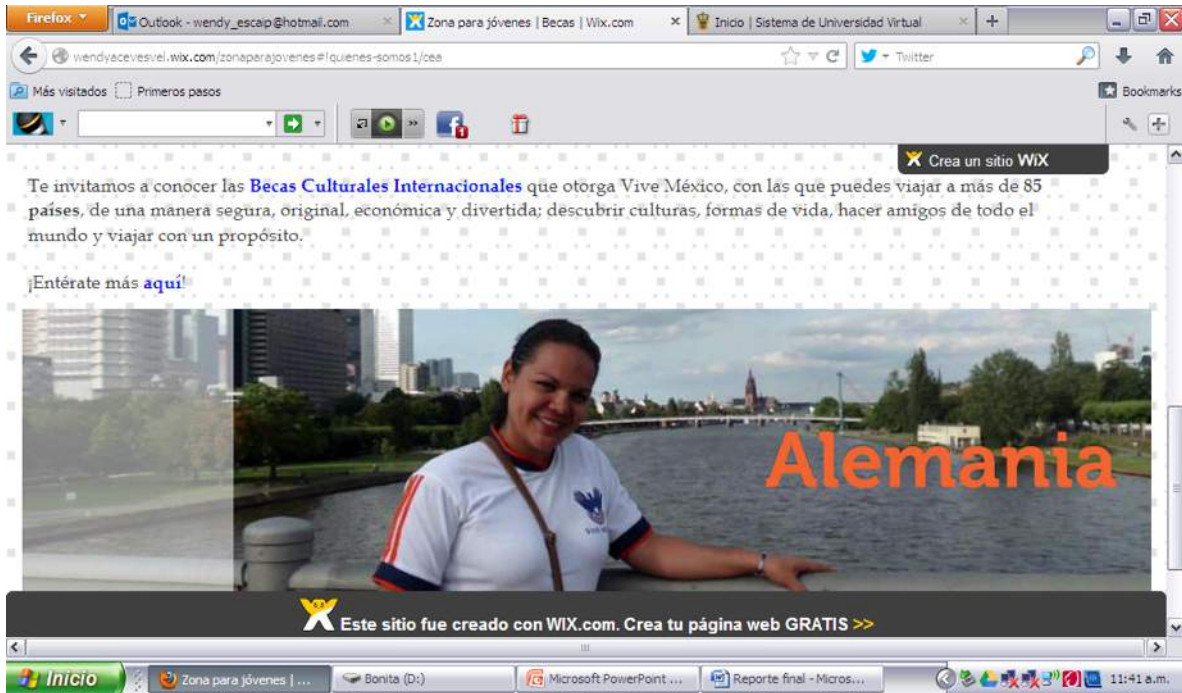 Firefox
Outlook - wendy_escaip@hotmail.com
Zona para jóvenes | Becas | Wix.com
Inicio | Sistema de Universidad Virtual
wendyacevesvel.wix.com/zonaparajovenes#!quienes-somos1/cea
Twitter
Más visitados
Primeros pasos
Bookmarks
Crea un sitio WiX
Te invitamos a conocer las Becas Culturales Internacionales que otorga Vive México, con las que puedes viajar a más de 85
países, de una manera segura, original, económica y divertida: descubrir culturas, formas de vida, hacer amigos de todo el
mundo y viajar con un propósito.
¡Entérate más aquí!
Alemania
Este sitio fue creado con WIX.com. Crea tu página web GRATIS >>
Inicio
Zona para jóvenes | ...
Bonita (D:)
Microsoft PowerPoint ...
Reporte final - Micros...
11:41 a.m.